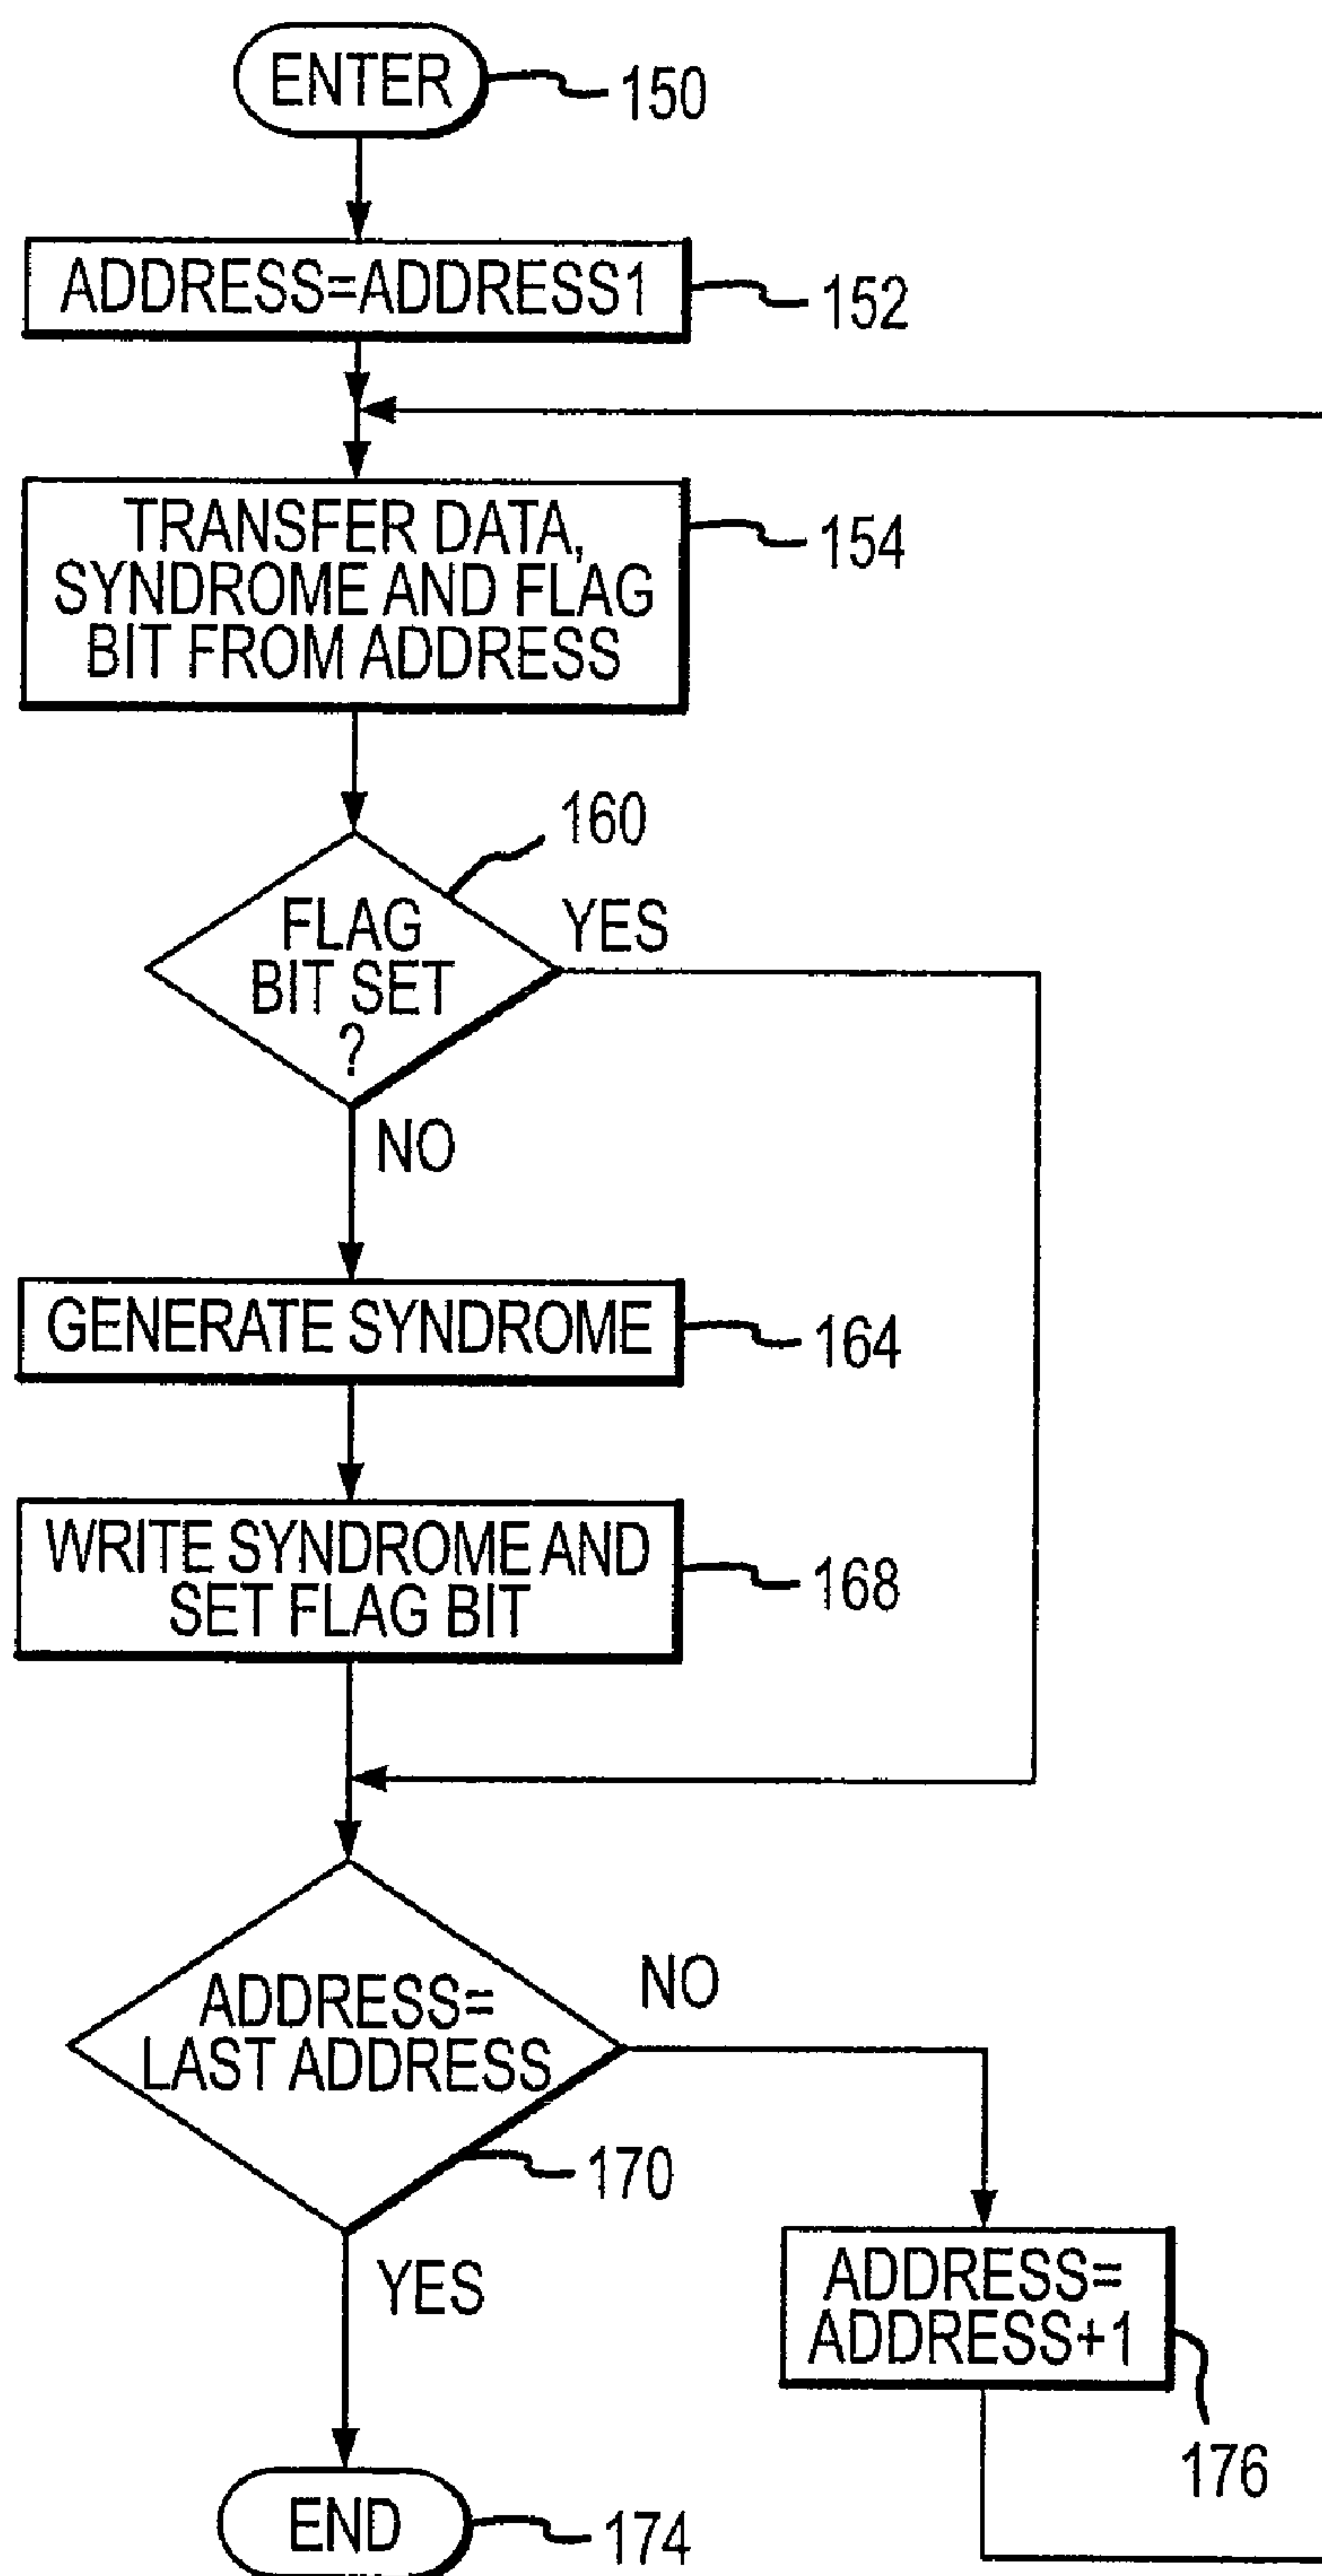 ENTER
150
ADDRESS=ADDRESS1
152
TRANSFER DATA,
SYNDROME AND FLAG
BIT FROM ADDRESS
154
160
FLAG
BIT SET
?
YES
NO
GENERATE SYNDROME
164
WRITE SYNDROME AND
SET FLAG BIT
168
ADDRESS=
LAST ADDRESS
NO
170
YES
ADDRESS=
ADDRESS+1
176
END
174